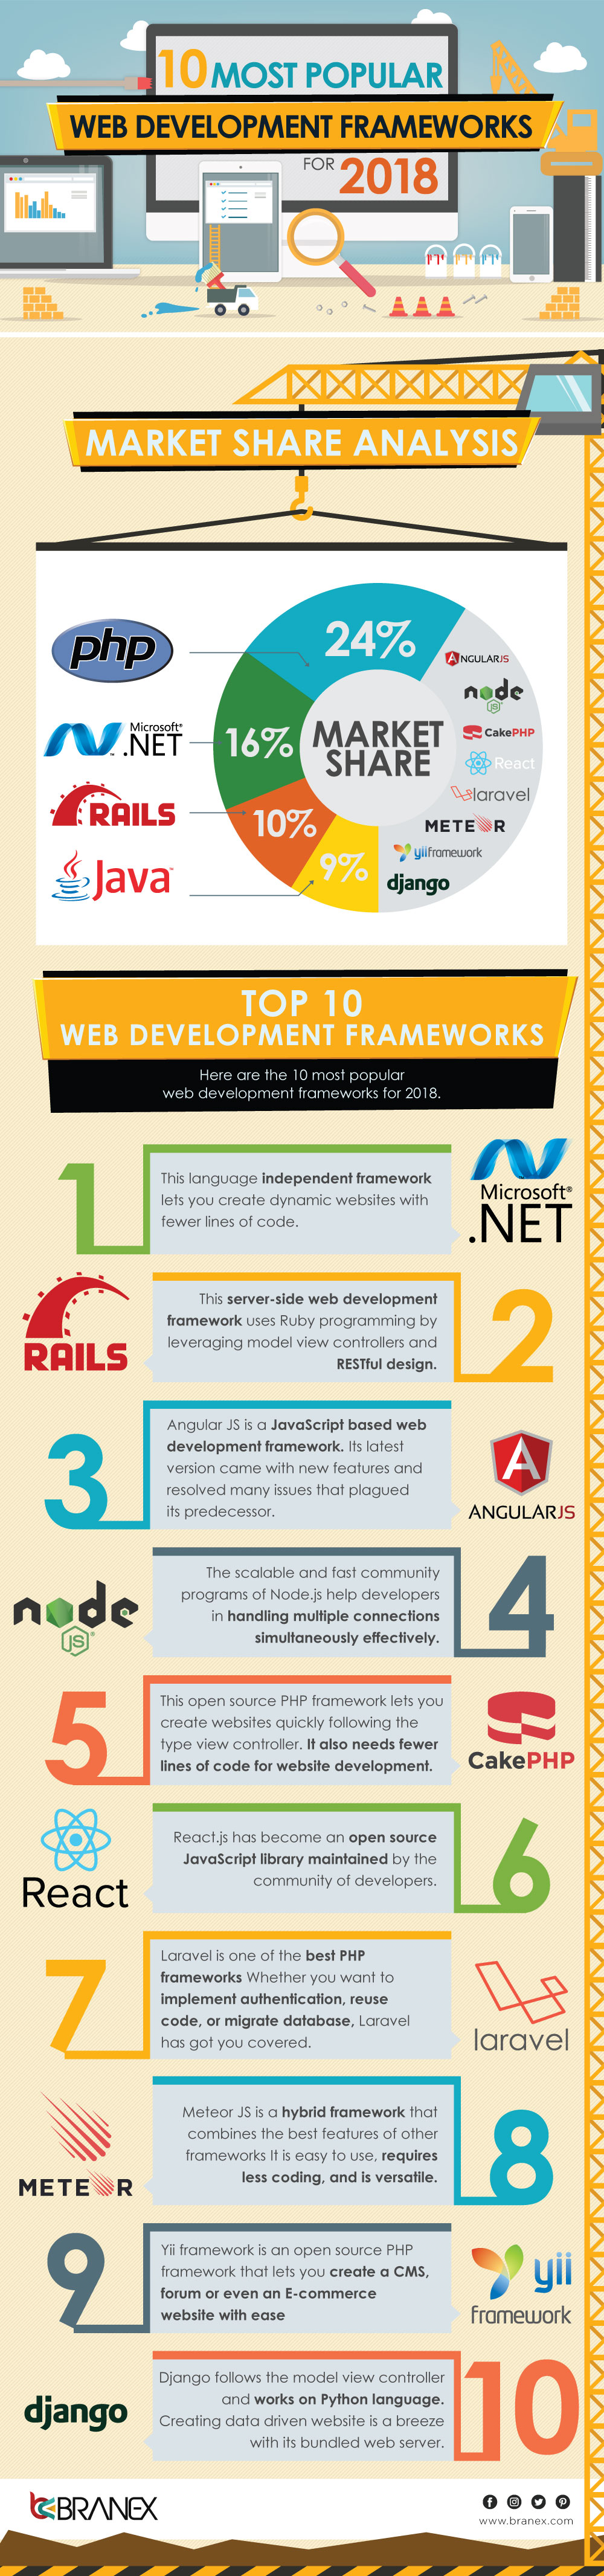 10 MOST POPULAR
WEB DEVELOPMENT FRAMEWORKS
FOR 2018
MARKET SHARE ANALYSIS
php
24%
ANGULARJS
node
JS
Microsoft®
.NET
16%
MARKET
SHARE
CakePHP
React
laravel
RAILS
10%
METEOR
yiiframework
Java™
9%
django
TOP 10
WEB DEVELOPMENT FRAMEWORKS
Here are the 10 most popular
web development frameworks for 2018.
1
This language independent framework
lets you create dynamic websites with
fewer lines of code.
Microsoft®
.NET
RAILS
This server-side web development
framework uses Ruby programming by
leveraging model view controllers and
RESTful design.
2
3
Angular JS is a JavaScript based web
development framework. Its latest
version came with new features and
resolved many issues that plagued
its predecessor.
A
ANGULARJS
node
JS®
The scalable and fast community
programs of Node.js help developers
in handling multiple connections
simultaneously effectively.
4
5
This open source PHP framework lets you
create websites quickly following the
type view controller. It also needs fewer
lines of code for website development.
CakePHP
React
React.js has become an open source
JavaScript library maintained by the
community of developers.
6
7
Laravel is one of the best PHP
frameworks Whether you want to
implement authentication, reuse
code, or migrate database, Laravel
has got you covered.
laravel
METEOR
Meteor JS is a hybrid framework that
combines the best features of other
frameworks It is easy to use, requires
less coding, and is versatile.
8
9
Yii framework is an open source PHP
framework that lets you create a CMS,
forum or even an E-commerce
website with ease
yii
framework
django
Django follows the model view controller
and works on Python language.
Creating data driven website is a breeze
with its bundled web server.
10
BRANEX
www.branex.com